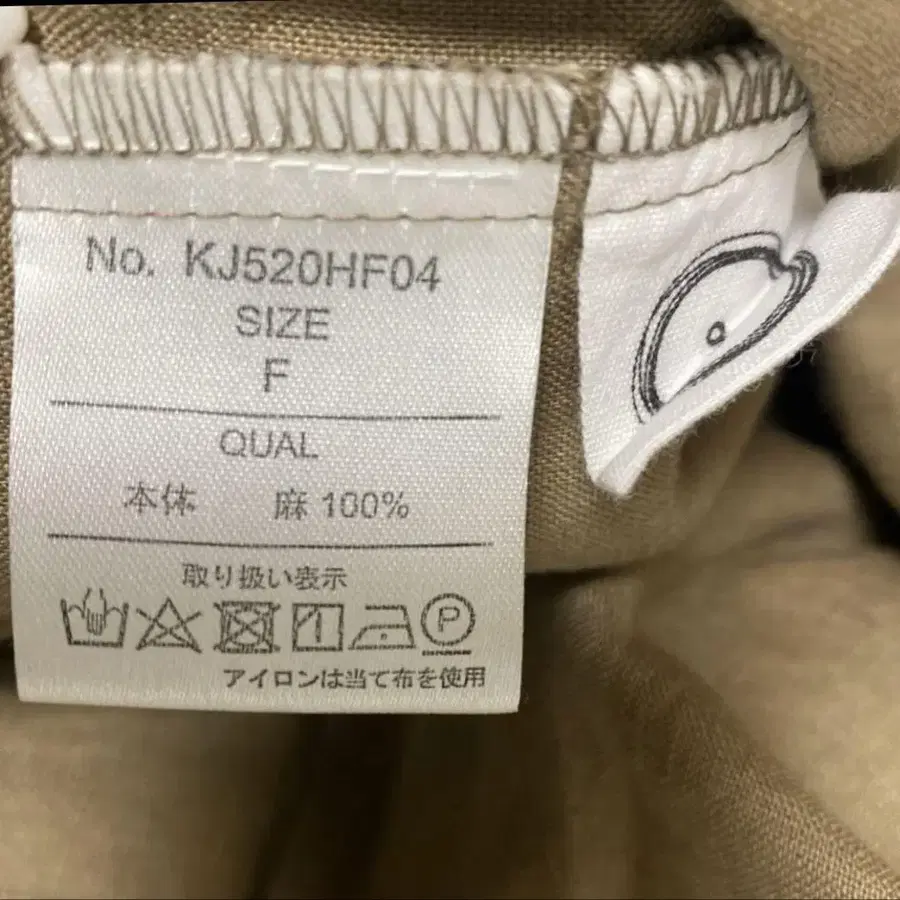 No. KJ520HF04
SIZE
F
QUAL
本体 麻 100%
取り扱い表示
P
アイロンは当て布を使用